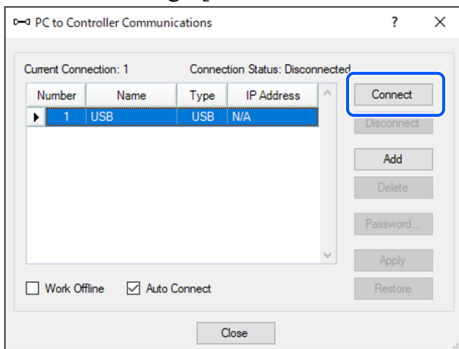 PC to Controller Communications
Current Connection: 1 Connection Status: Disconnected
Number Name Type IP Address
1 USB USB N/A
Connect
Disconnect
Add
Delete
Password...
Apply
Restore
Work Offline Auto Connect
Close